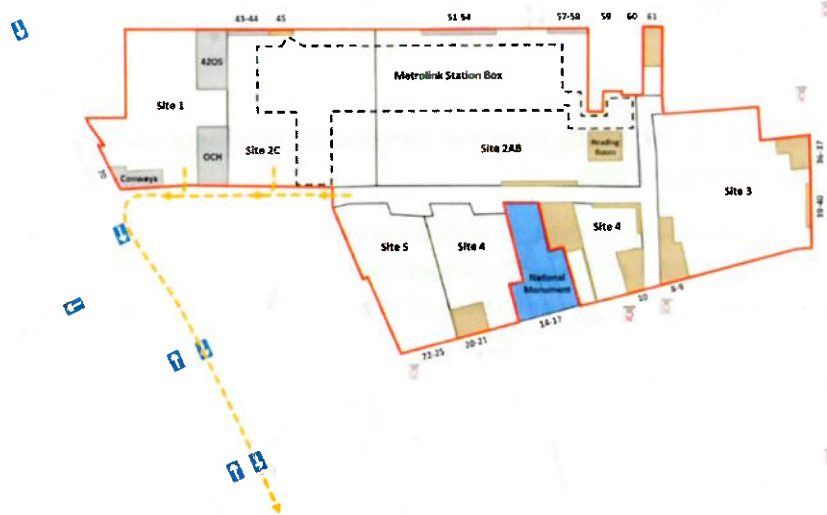 43-44
45
51-54
57-58
59
60
61
42OS
Metrolink Station Box
Site 1
OCH
Site 2C
Site 2AB
Reading
Room
36-37
Conways
70
Site 3
39-40
Site 5
Site 4
Site 4
National
Monument
10
8-9
14-17
20-21
22-25